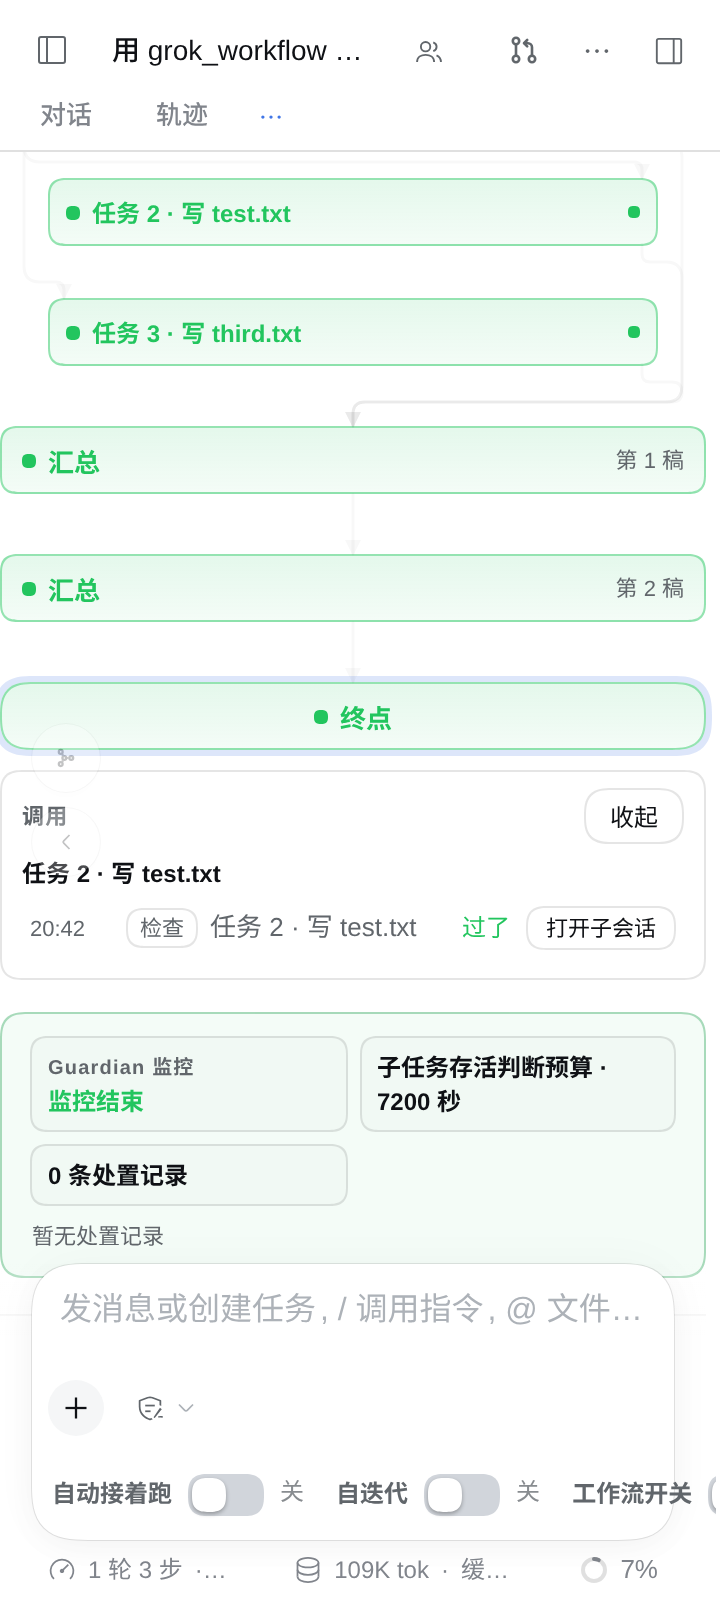 用 grok_workflow …
对话 轨迹 …
任务 2 · 写 test.txt
任务 3 · 写 third.txt
汇总 第 1 稿
汇总 第 2 稿
终点
调用 收起
任务 2 · 写 test.txt
20:42 检查 任务 2 · 写 test.txt 过了 打开子会话
Guardian 监控
监控结束
子任务存活判断预算 ·
7200 秒
0 条处置记录
暂无处置记录
发消息或创建任务, / 调用指令, @ 文件…
自动接着跑 关 自迭代 关 工作流开关
1 轮 3 步 ·… 109K tok · 缓… 7%